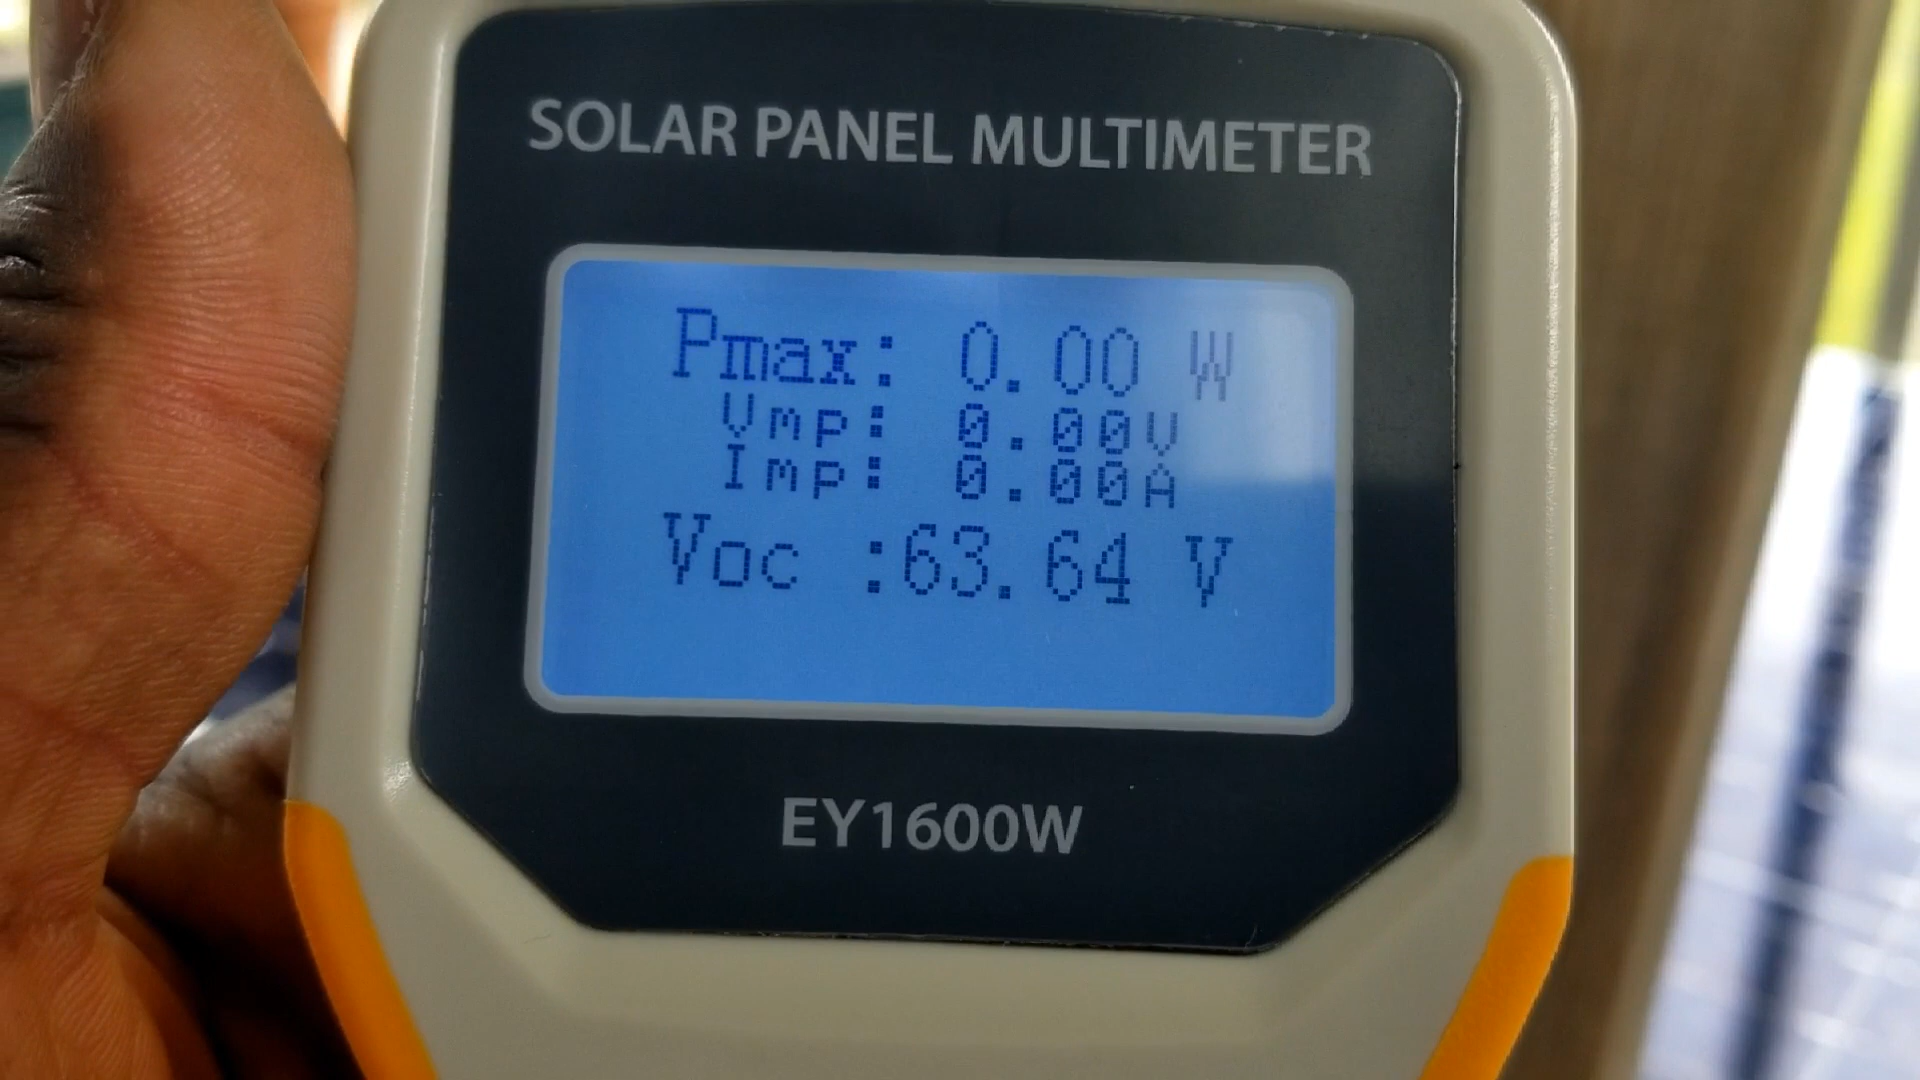 SOLAR PANEL MULTIMETER
Pmax: 0.00 W
Vmp: 0.00V
Imp: 0.00A
Voc :63.64 V
EY1600W